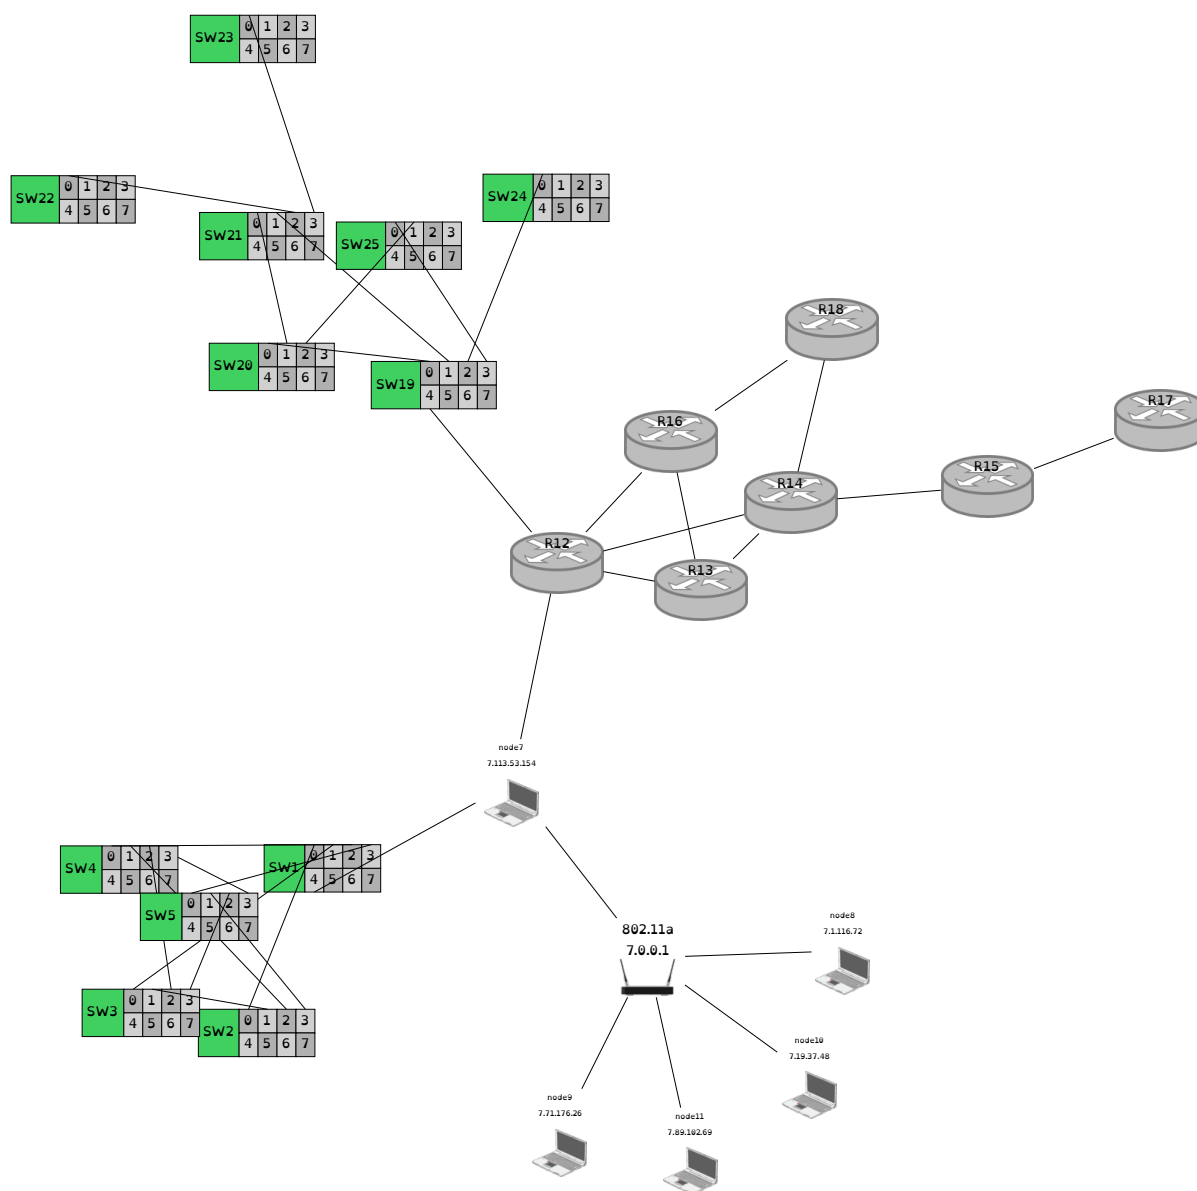 SW23 0 1 2 3
4 5 6 7
SW22 0 1 2 3
4 5 6 7
SW24 0 1 2 3
4 5 6 7
SW21 0 1 2 3
4 5 6 7
SW25 0 1 2 3
4 5 6 7
R18
SW20 0 1 2 3
4 5 6 7
SW19 0 1 2 3
4 5 6 7
R17
R16
R15
R14
R12
R13
node7
7.113.53.154
SW4 0 1 2 3
4 5 6 7
SW1 0 1 2 3
4 5 6 7
SW5 0 1 2 3
4 5 6 7
802.11a
7.0.0.1
node8
7.1.116.72
SW3 0 1 2 3
4 5 6 7
SW2 0 1 2 3
4 5 6 7
node10
7.19.37.48
node9
7.71.176.26
node11
7.89.102.69